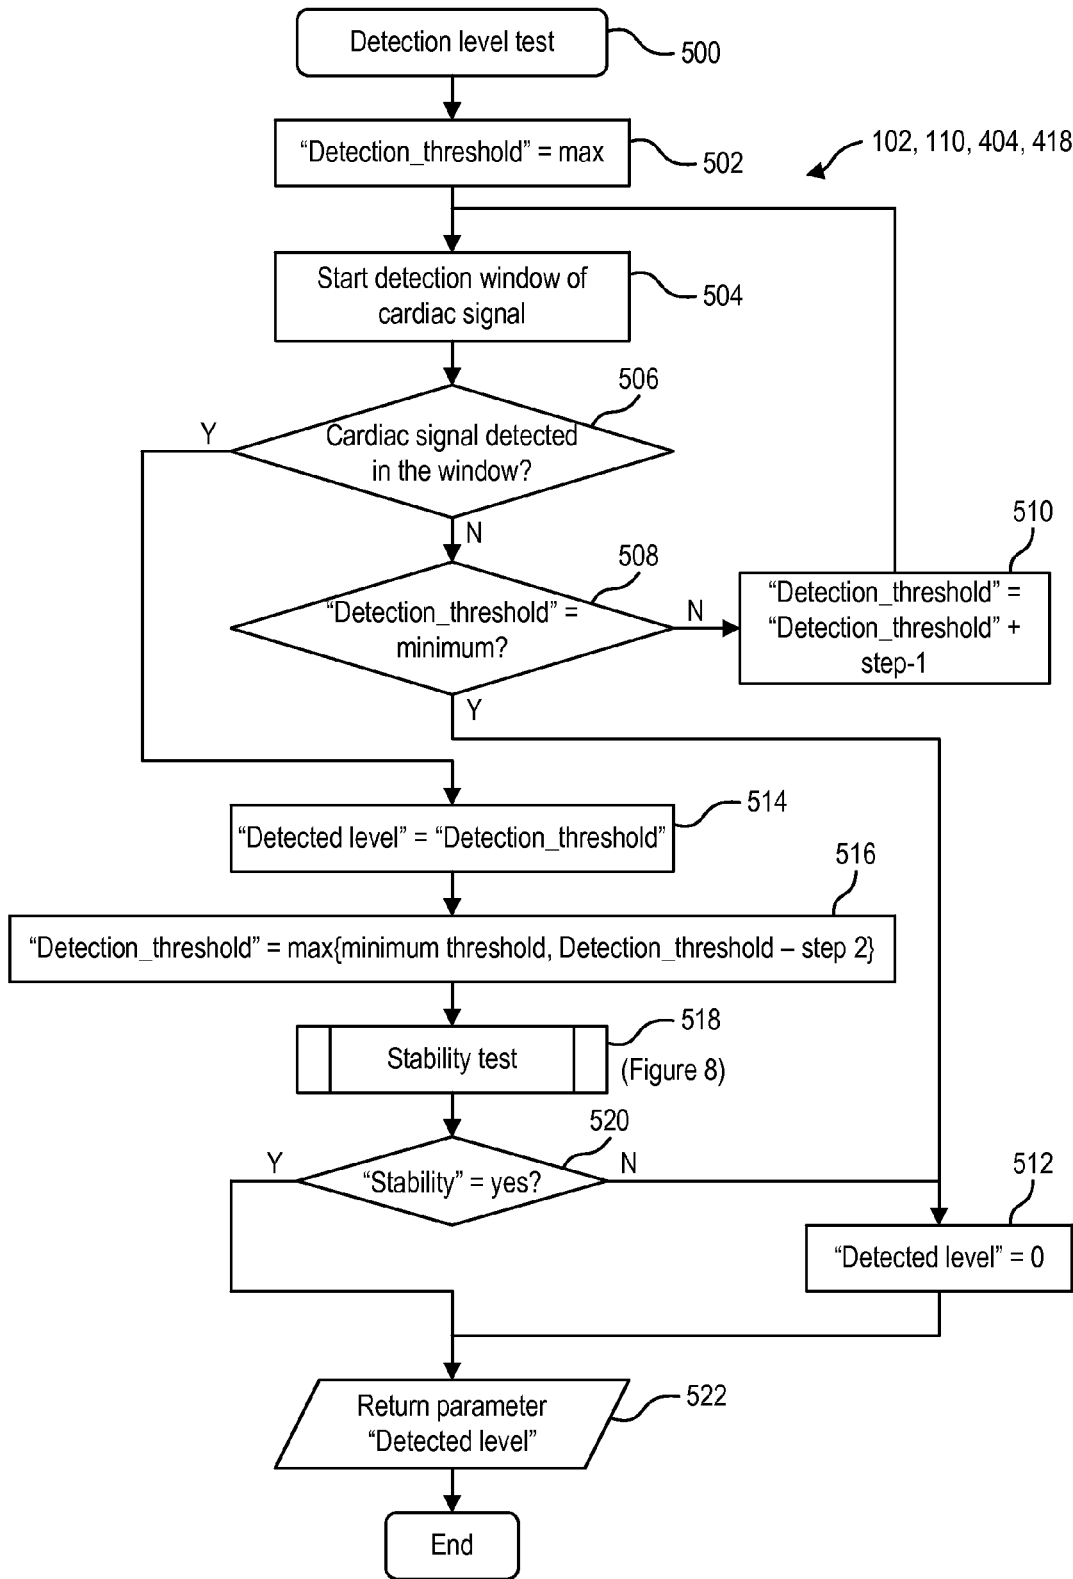 Detection level test
500
“Detection_threshold” = max
502
102, 110, 404, 418
Start detection window of
cardiac signal
504
506
Y
Cardiac signal detected
in the window?
N
508
“Detection_threshold” =
minimum?
N
Y
510
“Detection_threshold” =
“Detection_threshold” +
step-1
514
“Detected level” = “Detection_threshold”
516
“Detection_threshold” = max{minimum threshold, Detection_threshold – step 2}
Stability test
518
(Figure 8)
520
Y
“Stability” = yes?
N
512
“Detected level” = 0
Return parameter
“Detected level”
522
End